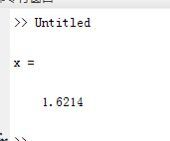 >> Untitled
x =
1.6214
>>